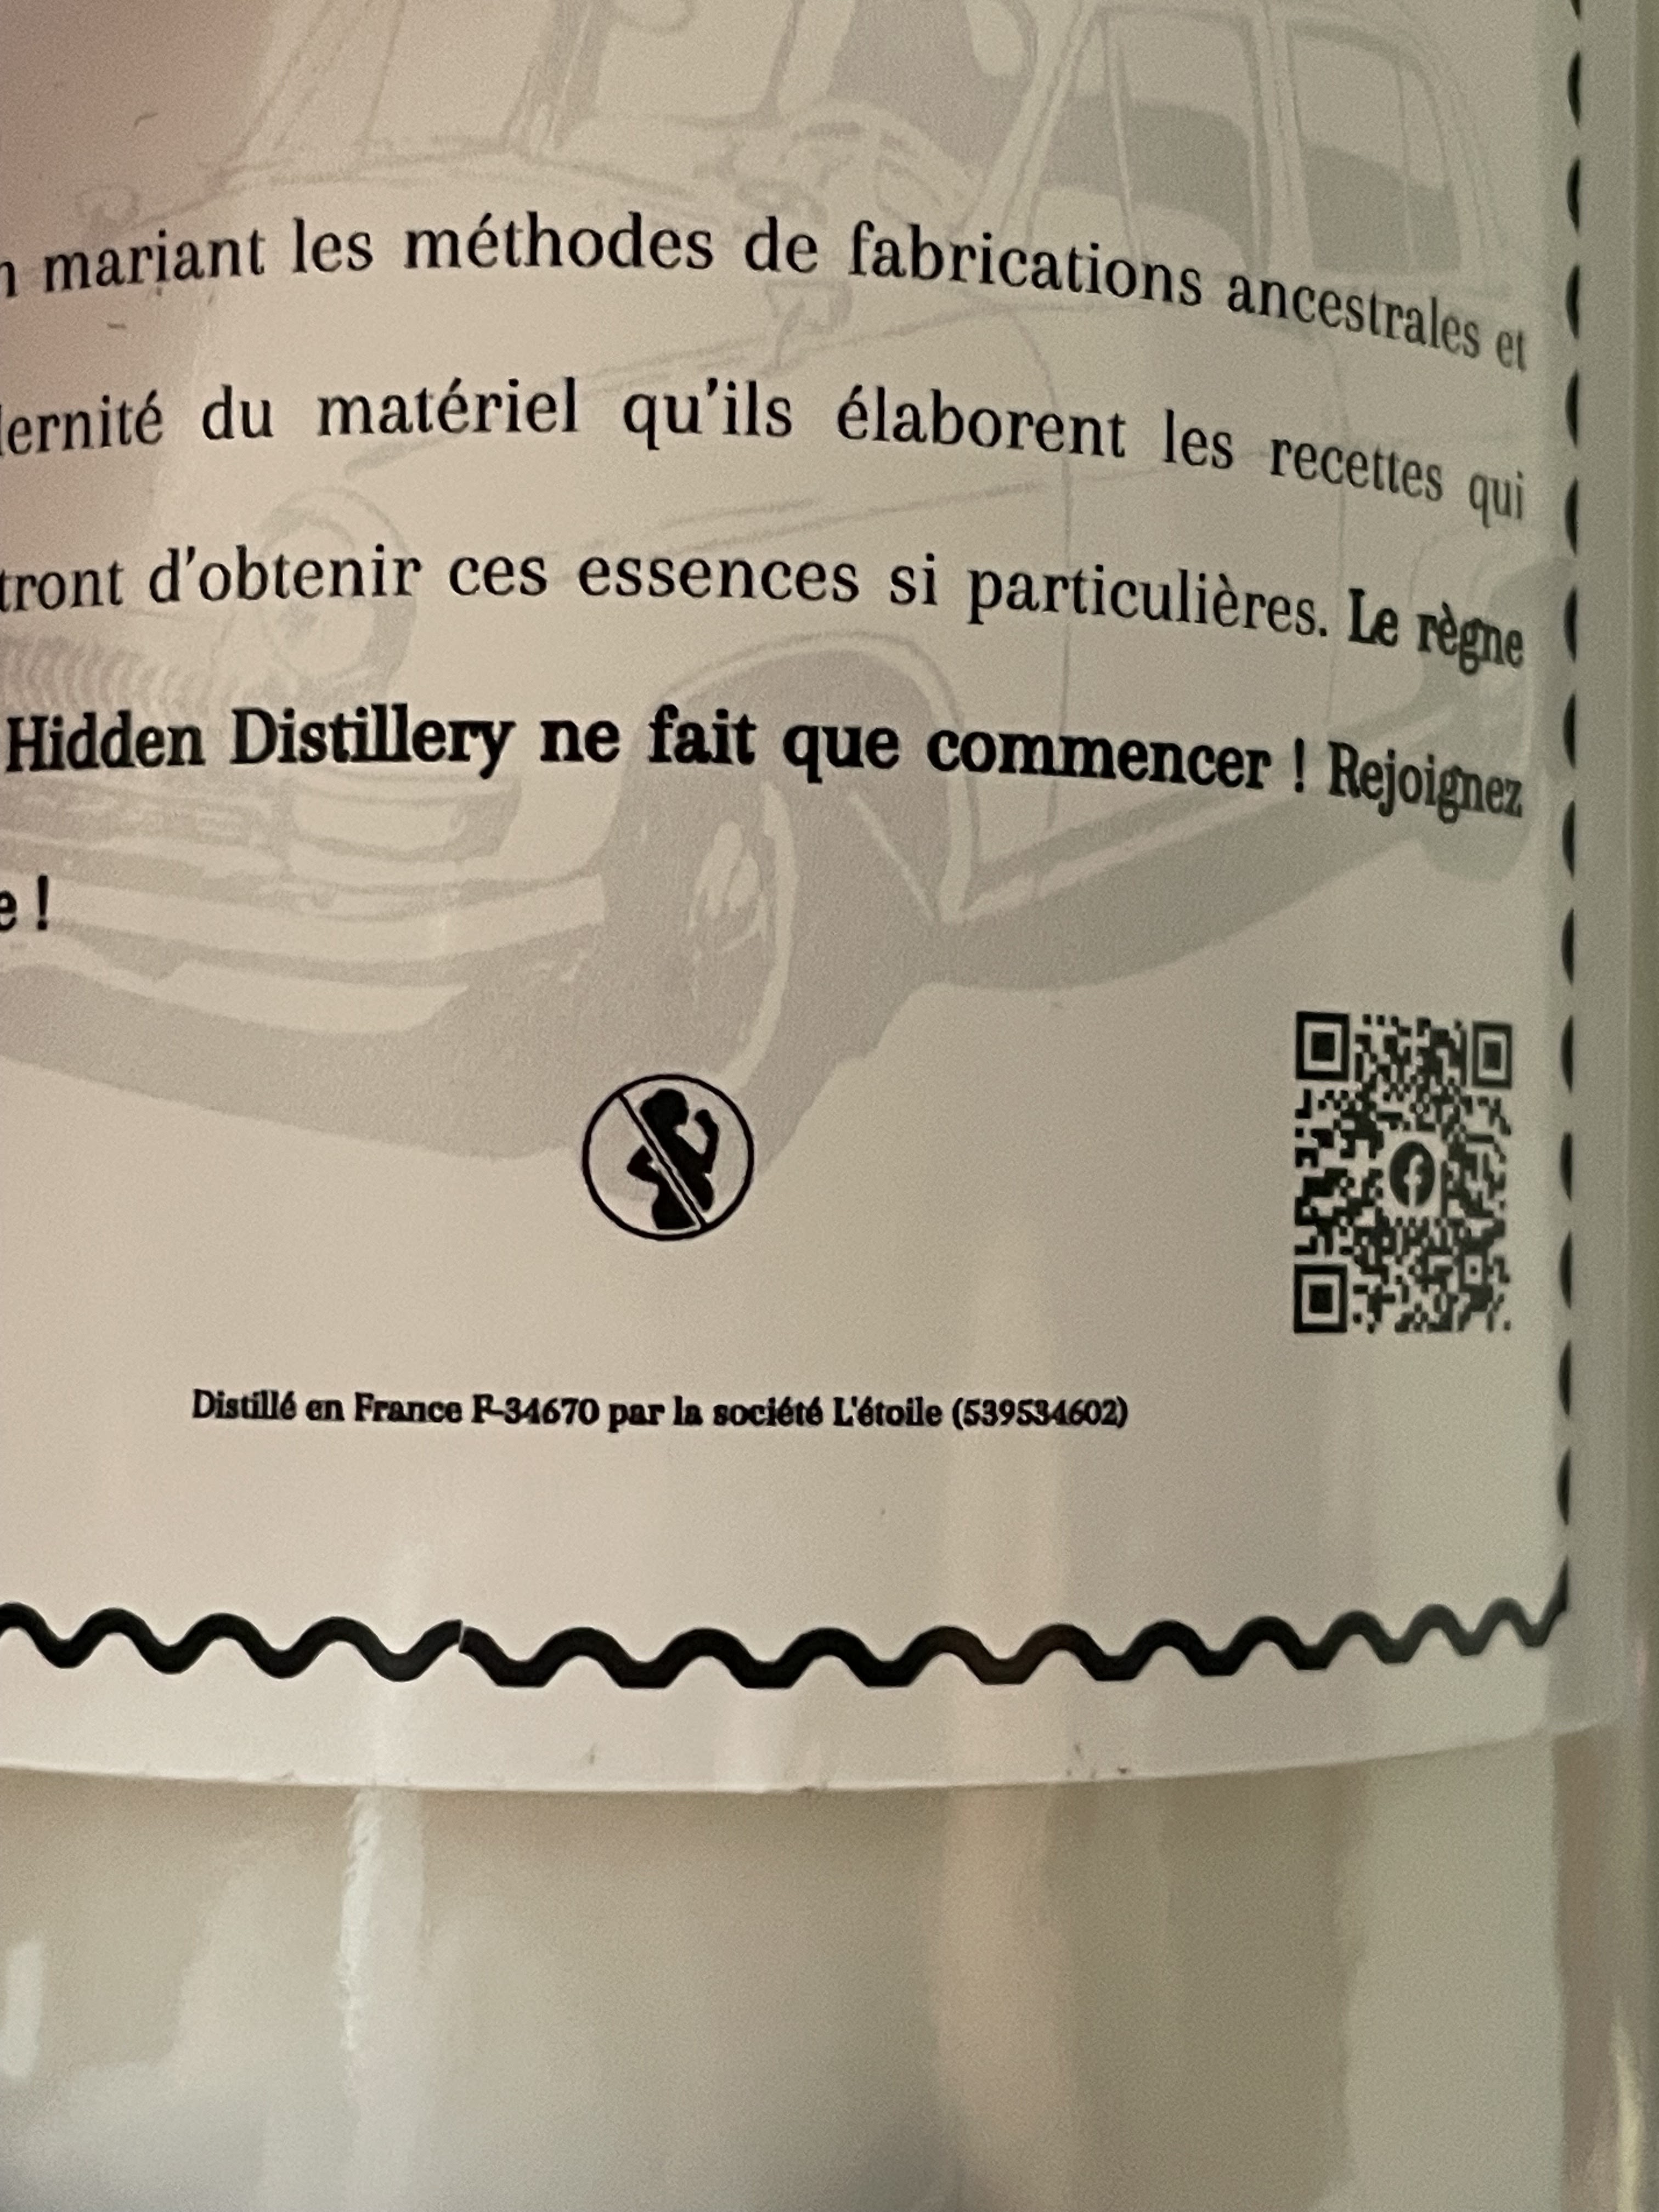 mariant les méthodes de fabrications ancestrales et
du matériel qu'ils élaborent les recettes qui
d'obtenir ces essences si particulières. Le règne
Hidden Distillery ne fait que commencer ! Rejoignez
Distillé en France F-34670 par la société L'étoile (539534602)